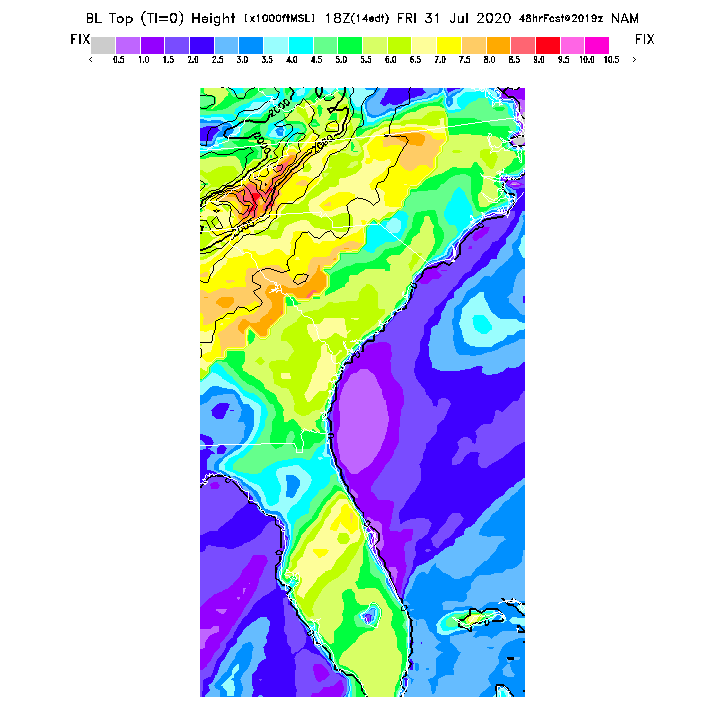 BL Top (TI=0) Height [x1000ftMSL] 18Z(14edt) FRI 31 Jul 2020 48hrFcst@2019z NAM
FIX FIX
< 0.5 1.0 1.5 2.0 2.5 3.0 3.5 4.0 4.5 5.0 5.5 6.0 6.5 7.0 7.5 8.0 8.5 9.0 9.5 10.0 10.5 >
2000
2000
2000